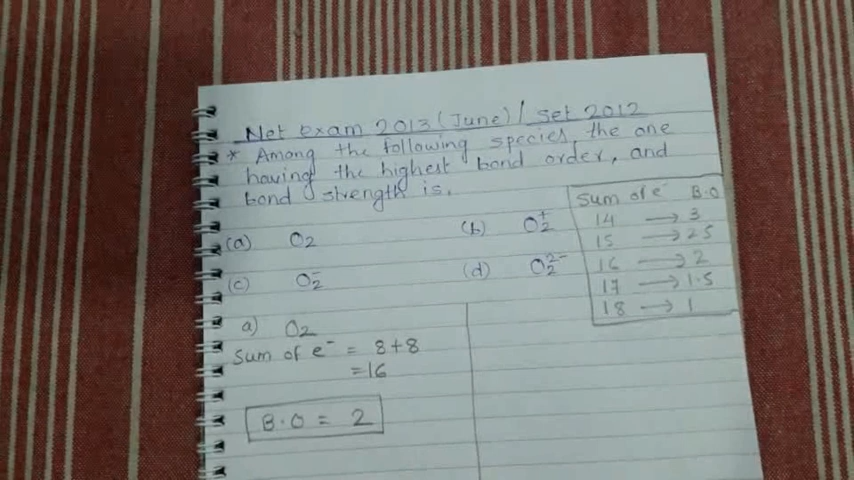 Net exam 2013 (June) / set 2012
* Among the following species, the one
having the highest bond order, and
bond strength is.
(a) O₂ (b) O₂⁺
(c) O₂⁻ (d) O₂²⁻
Sum of e⁻ B.O
14 → 3
15 → 2.5
16 → 2
17 → 1.5
18 → 1
a) O₂
Sum of e⁻ = 8+8
=16
B.O = 2